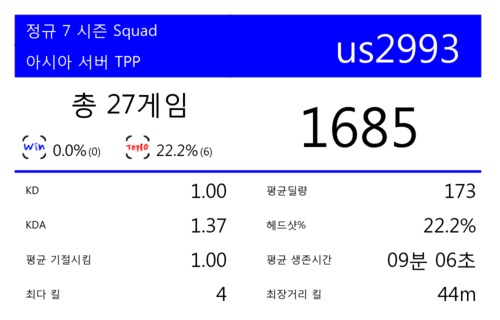 정규 7 시즌 Squad
아시아 서버 TPP
us2993
총 27게임
1685
Win 0.0%(0) TOP10 22.2%(6)
KD 1.00 평균딜량 173
KDA 1.37 헤드샷% 22.2%
평균 기절시킴 1.00 평균 생존시간 09분 06초
최다 킬 4 최장거리 킬 44m